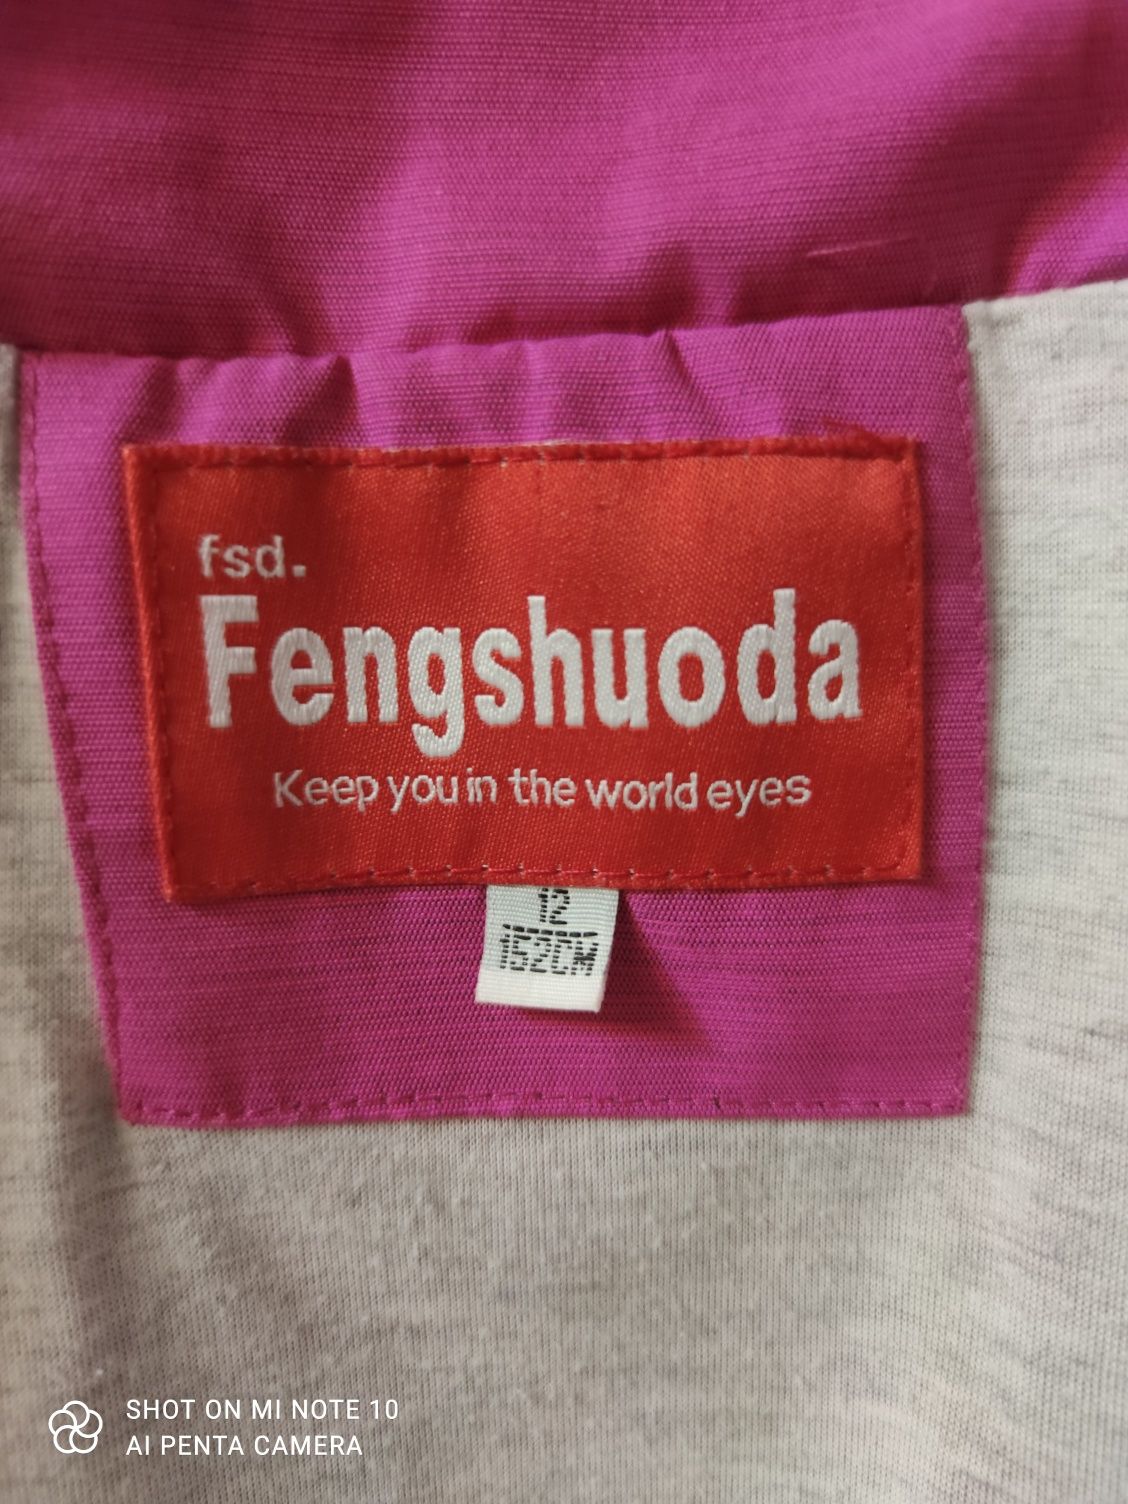 fsd.
Fengshuoda
Keep you in the world eyes
12
152CM
SHOT ON MI NOTE 10
AI PENTA CAMERA